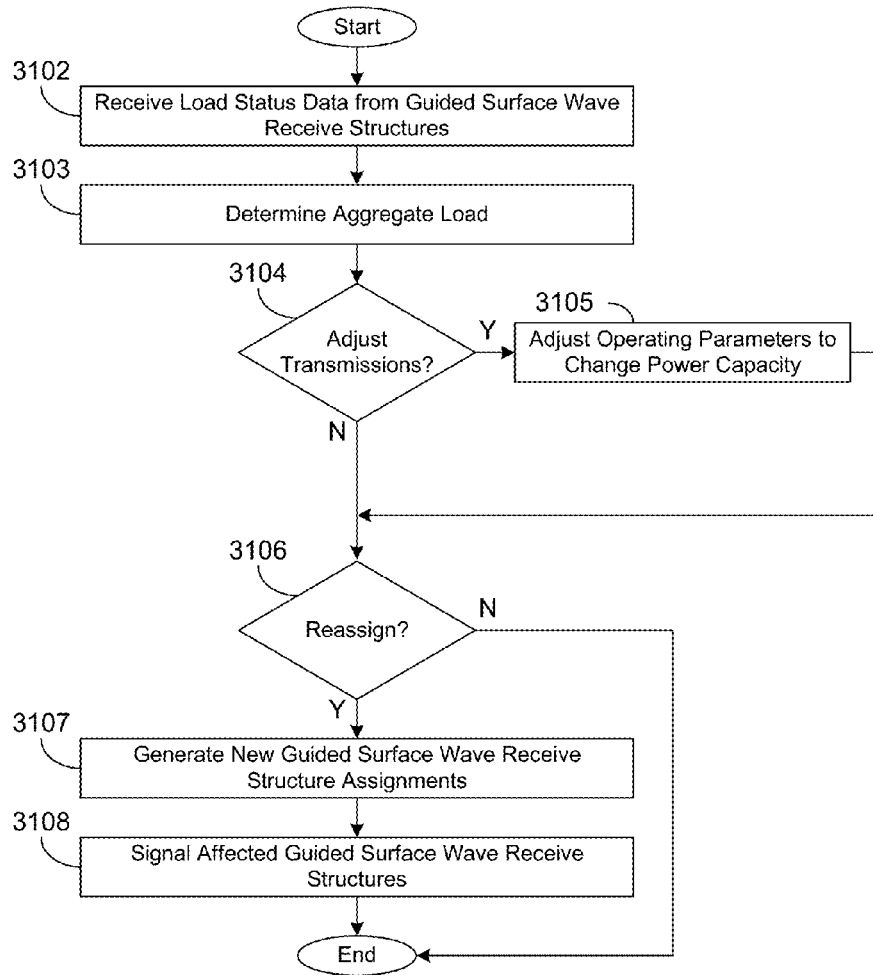 Start
3102
Receive Load Status Data from Guided Surface Wave
Receive Structures
3103
Determine Aggregate Load
3104
Adjust
Transmissions?
Y
3105
Adjust Operating Parameters to
Change Power Capacity
N
3106
Reassign?
N
Y
3107
Generate New Guided Surface Wave Receive
Structure Assignments
3108
Signal Affected Guided Surface Wave Receive
Structures
End